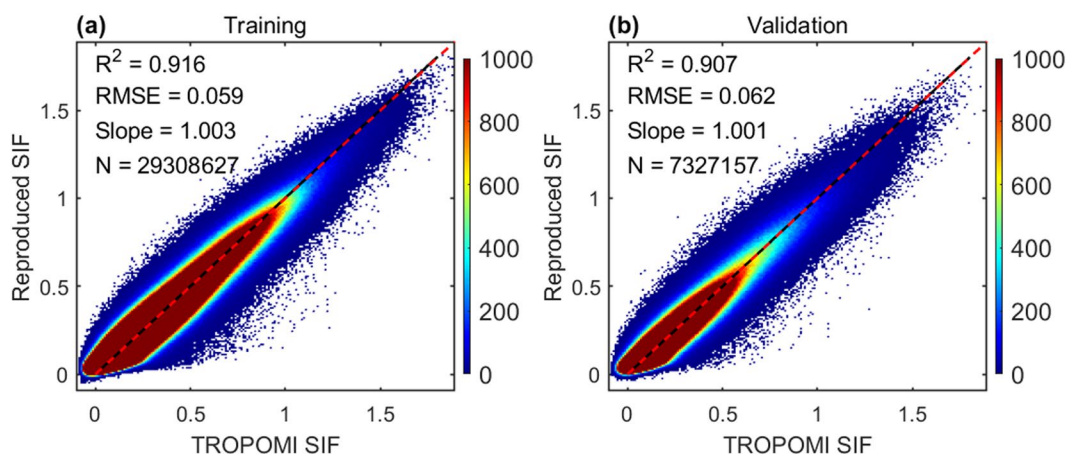 (a) Training
R² = 0.916
RMSE = 0.059
Slope = 1.003
N = 29308627
Reproduced SIF
1.5
1
0.5
0
0 0.5 1 1.5
TROPOMI SIF
1000
800
600
400
200
0
(b) Validation
R² = 0.907
RMSE = 0.062
Slope = 1.001
N = 7327157
Reproduced SIF
1.5
1
0.5
0
0 0.5 1 1.5
TROPOMI SIF
1000
800
600
400
200
0